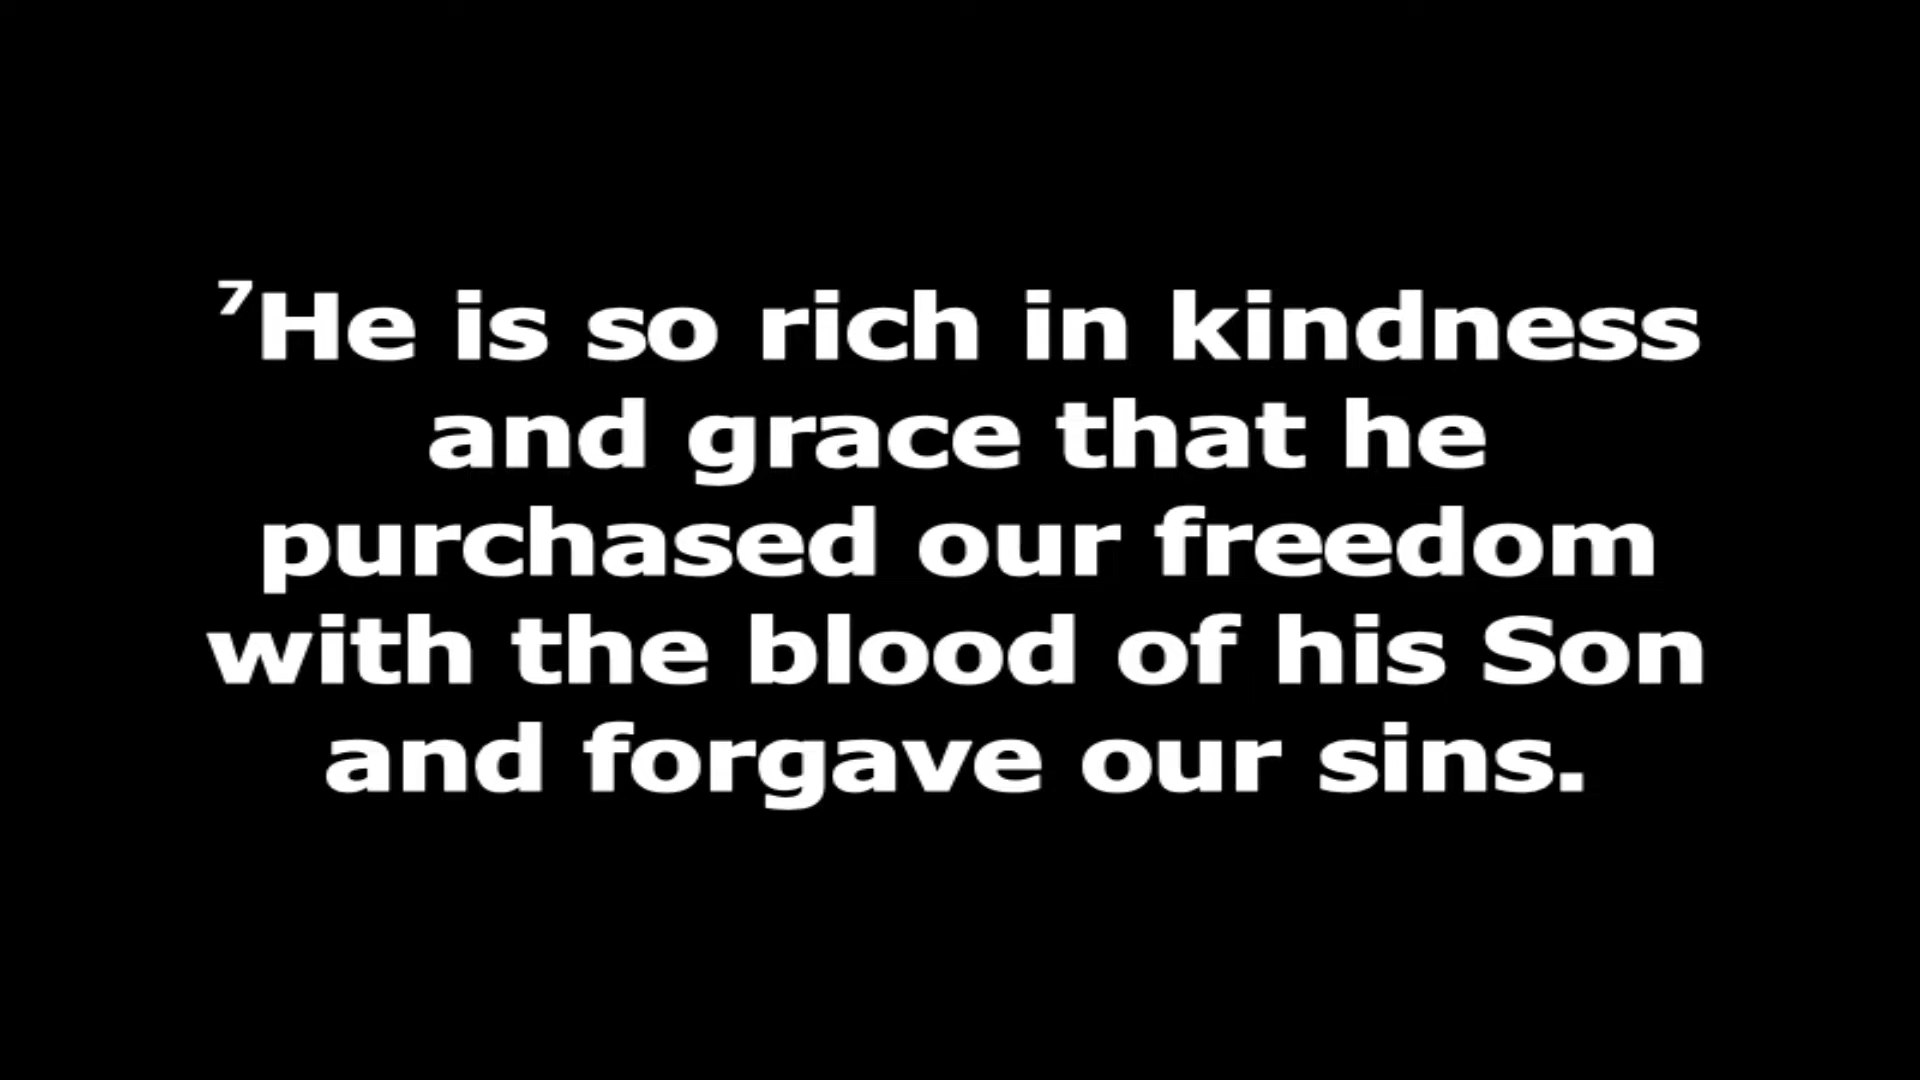 ⁷He is so rich in kindness
and grace that he
purchased our freedom
with the blood of his Son
and forgave our sins.